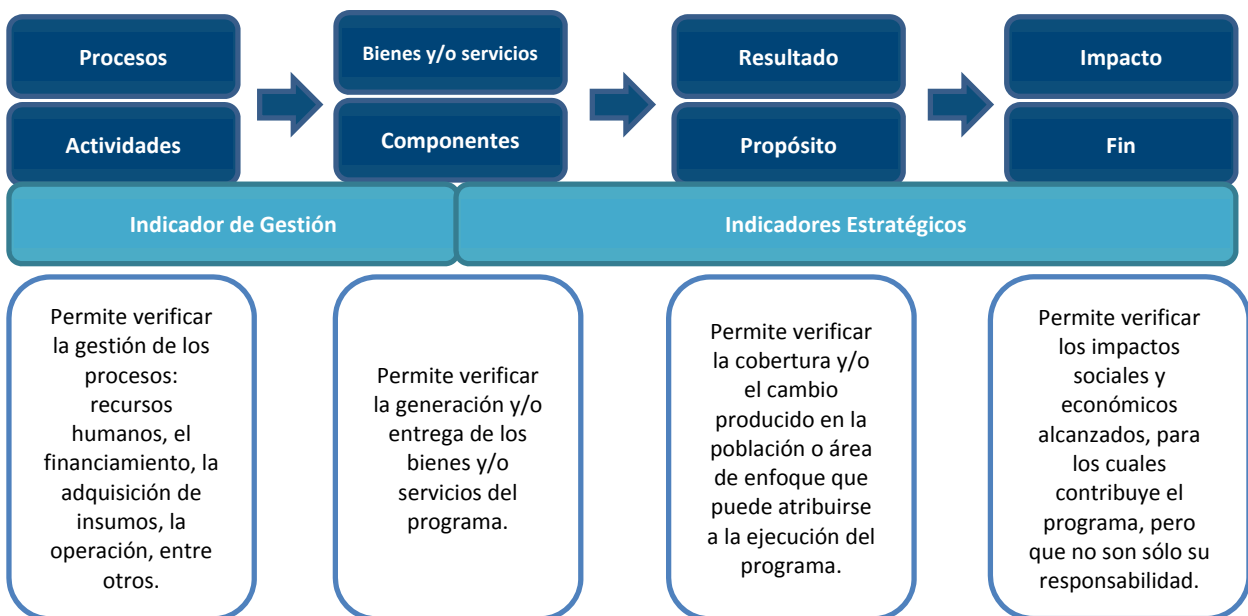 Procesos
Bienes y/o servicios
Resultado
Impacto
Actividades
Componentes
Propósito
Fin
Indicador de Gestión
Indicadores Estratégicos
Permite verificar
la gestión de los
procesos:
recursos
humanos, el
financiamiento, la
adquisición de
insumos, la
operación, entre
otros.
Permite verificar
la generación y/o
entrega de los
bienes y/o
servicios del
programa.
Permite verificar
la cobertura y/o
el cambio
producido en la
población o área
de enfoque que
puede atribuirse
a la ejecución del
programa.
Permite verificar
los impactos
sociales y
económicos
alcanzados, para
los cuales
contribuye el
programa, pero
que no son sólo su
responsabilidad.